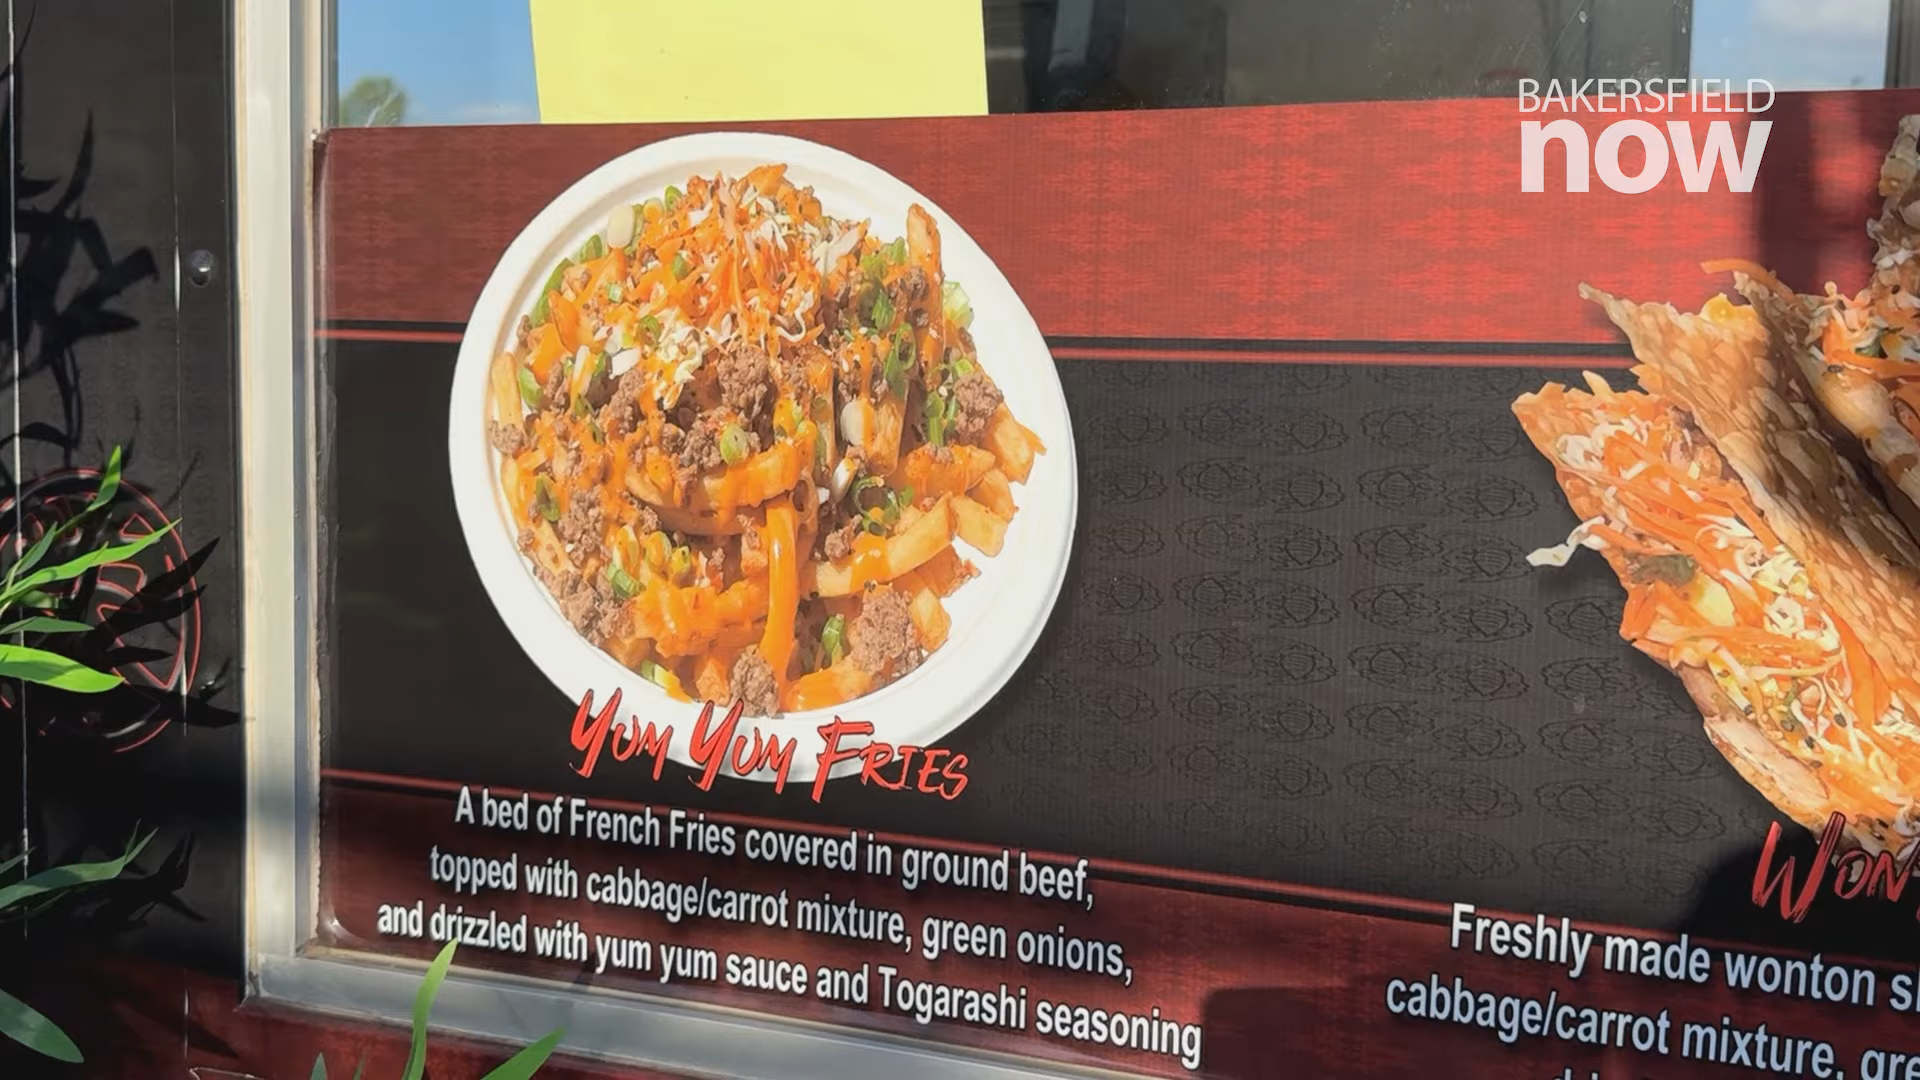 BAKERSFIELD
now
YUM YUM FRIES
A bed of French Fries covered in ground beef,
topped with cabbage/carrot mixture, green onions,
and drizzled with yum yum sauce and Togarashi seasoning
WON
Freshly made wonton
cabbage/carrot mixture,